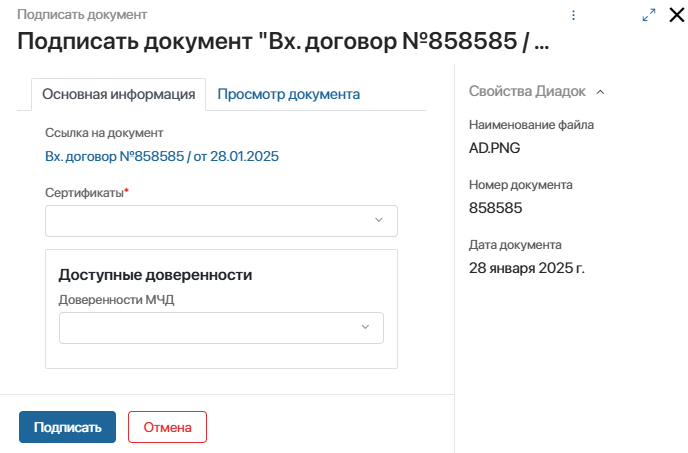 Подписать документ
Подписать документ "Вх. договор №858585 / ...
Основная информация
Просмотр документа
Ссылка на документ
Вх. договор №858585 / от 28.01.2025
Сертификаты*
Доступные доверенности
Доверенности МЧД
Подписать
Отмена
Свойства Диадок
Наименование файла
AD.PNG
Номер документа
858585
Дата документа
28 января 2025 г.